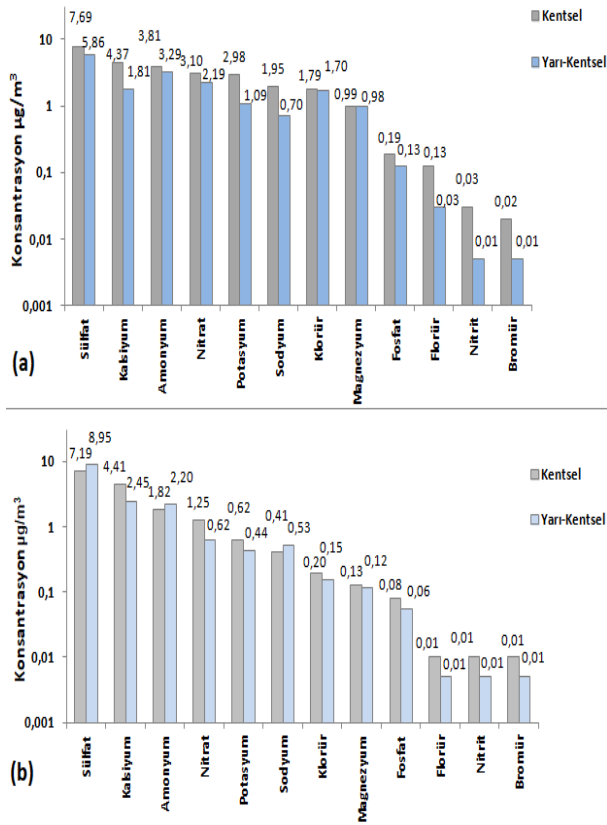 Konsantrasyon µg/m³
10
1
0,1
0,01
0,001
7,69
5,86
4,37
1,81
3,81
3,29
3,10
2,19
2,98
1,09
1,95
0,70
1,79
1,70
0,99
0,98
0,19
0,13
0,13
0,03
0,03
0,01
0,02
0,01
Kentsel
Yarı-Kentsel
Sülfat
Kalsiyum
Amonyum
Nitrat
Potasyum
Sodyum
Klorür
Magnezyum
Fosfat
Florür
Nitrit
Bromür
(a)
Konsantrasyon µg/m³
10
1
0,1
0,01
0,001
7,19
8,95
4,41
2,45
1,82
2,20
1,25
0,62
0,62
0,44
0,41
0,53
0,20
0,15
0,13
0,12
0,08
0,06
0,01
0,01
0,01
0,01
0,01
0,01
Kentsel
Yarı-Kentsel
Sülfat
Kalsiyum
Amonyum
Nitrat
Potasyum
Sodyum
Klorür
Magnezyum
Fosfat
Florür
Nitrit
Bromür
(b)